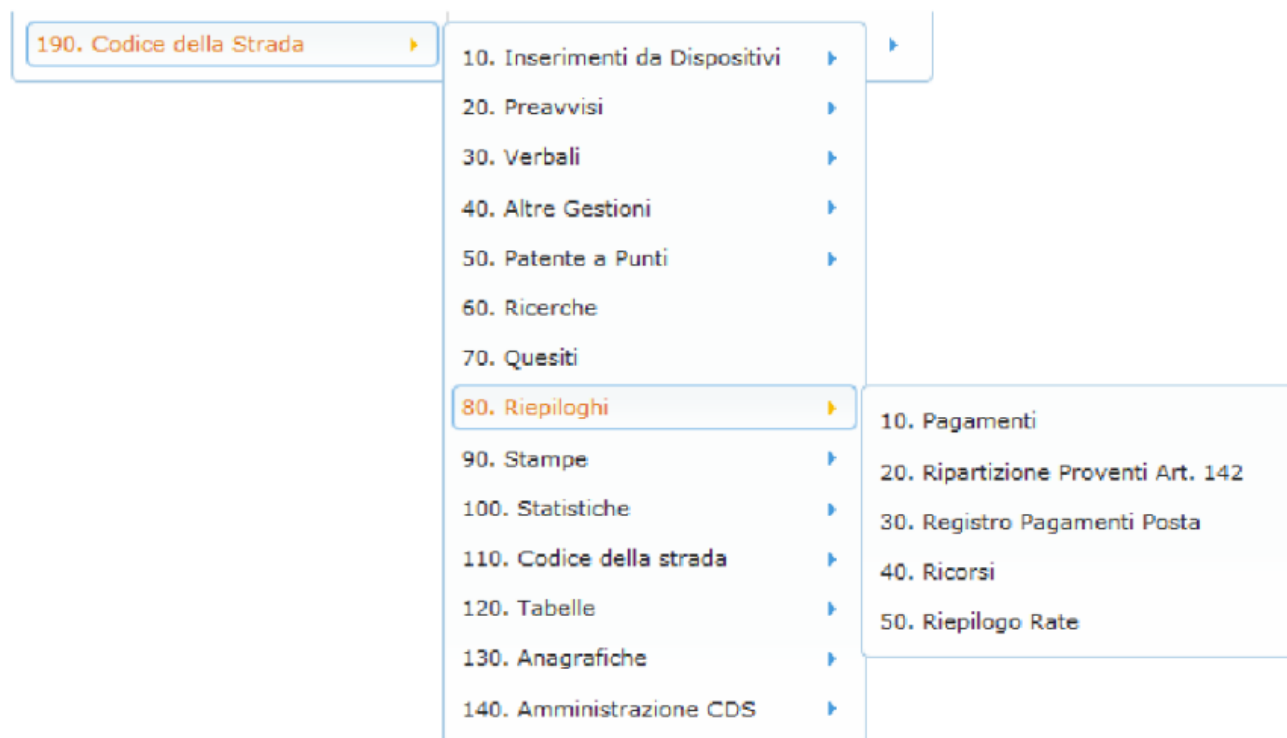 190. Codice della Strada
10. Inserimenti da Dispositivi
20. Preavvisi
30. Verbali
40. Altre Gestioni
50. Patente a Punti
60. Ricerche
70. Quesiti
80. Riepiloghi
90. Stampe
100. Statistiche
110. Codice della strada
120. Tabelle
130. Anagrafiche
140. Amministrazione CDS
10. Pagamenti
20. Ripartizione Proventi Art. 142
30. Registro Pagamenti Posta
40. Ricorsi
50. Riepilogo Rate